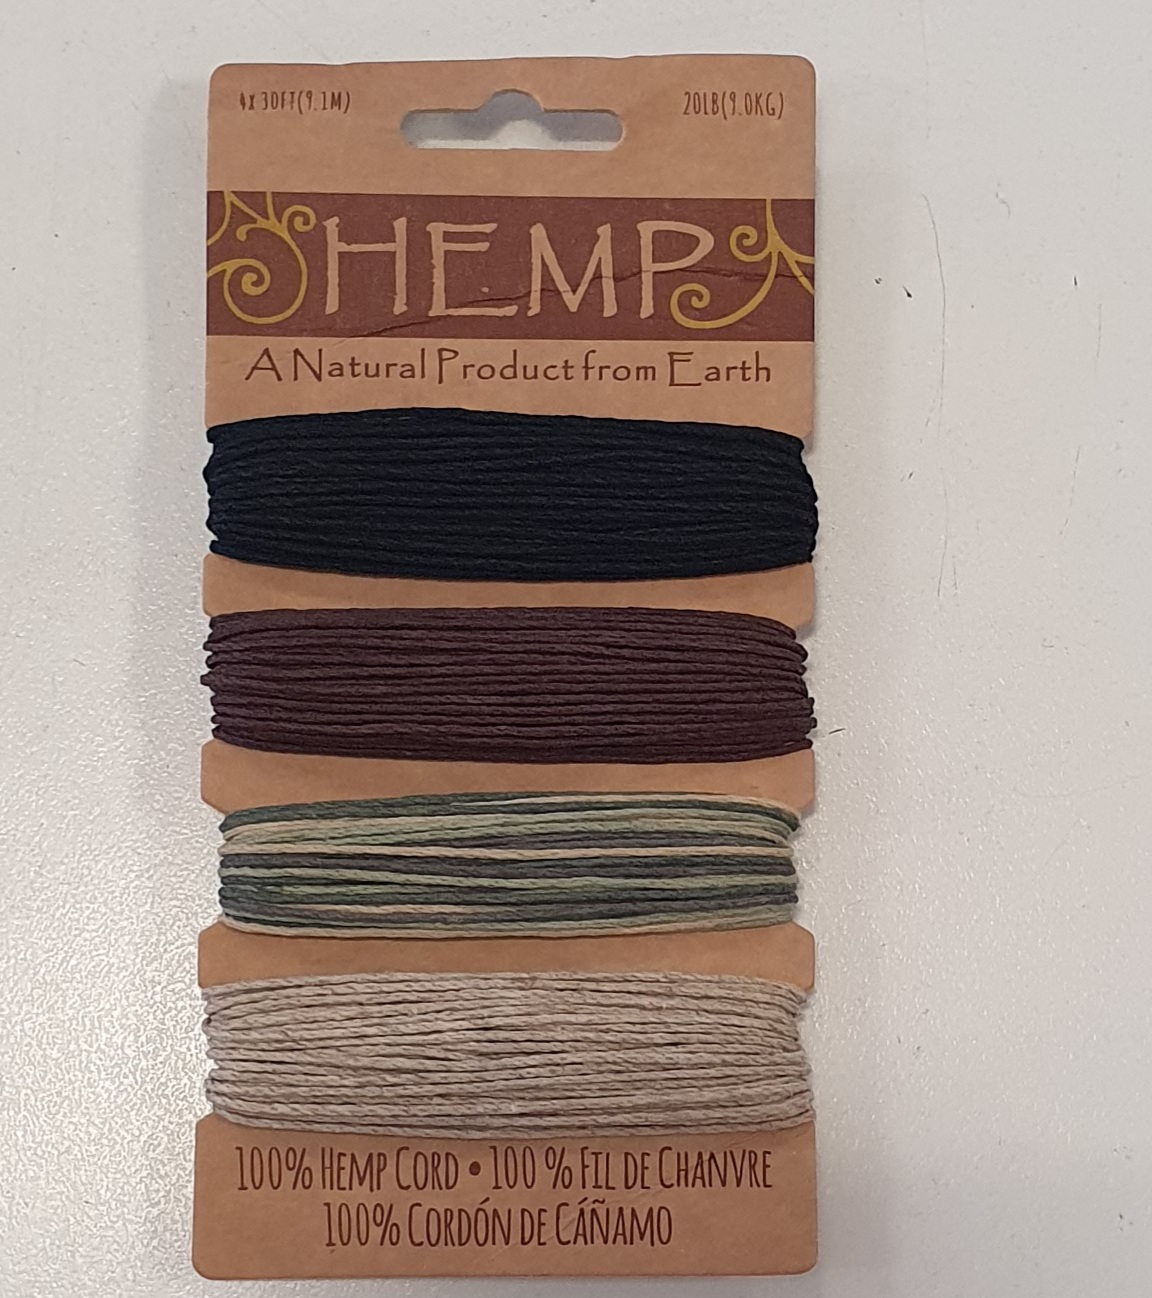 4x 30FT(9.1M)
20LB(9.0KG)
HEMP
A Natural Product from Earth
100% HEMP CORD • 100 % FIL DE CHANVRE
100% CORDÓN DE CÁÑAMO